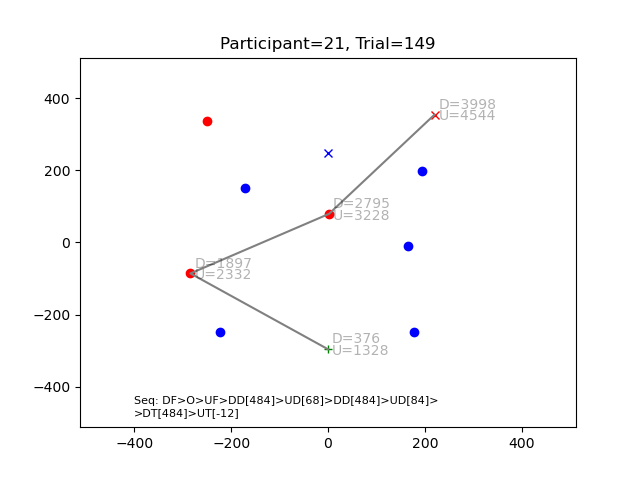 Participant=21, Trial=149
D=3998
U=4544
D=2795
U=3228
D=1897
U=2332
D=376
U=1328
Seq: DF>O>UF>DD[484]>UD[68]>DD[484]>UD[84]>
>DT[484]>UT[-12]
400
200
0
−200
−400
−400 −200 0 200 400